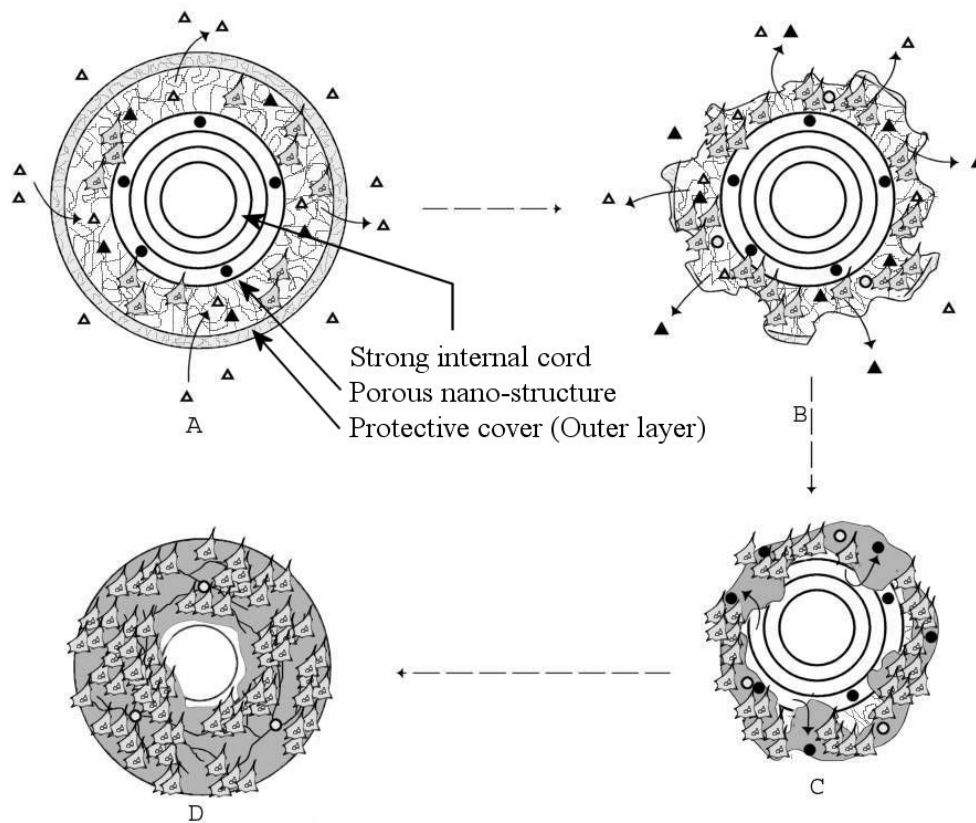 Strong internal cord
Porous nano-structure
Protective cover (Outer layer)
A
B
D
C